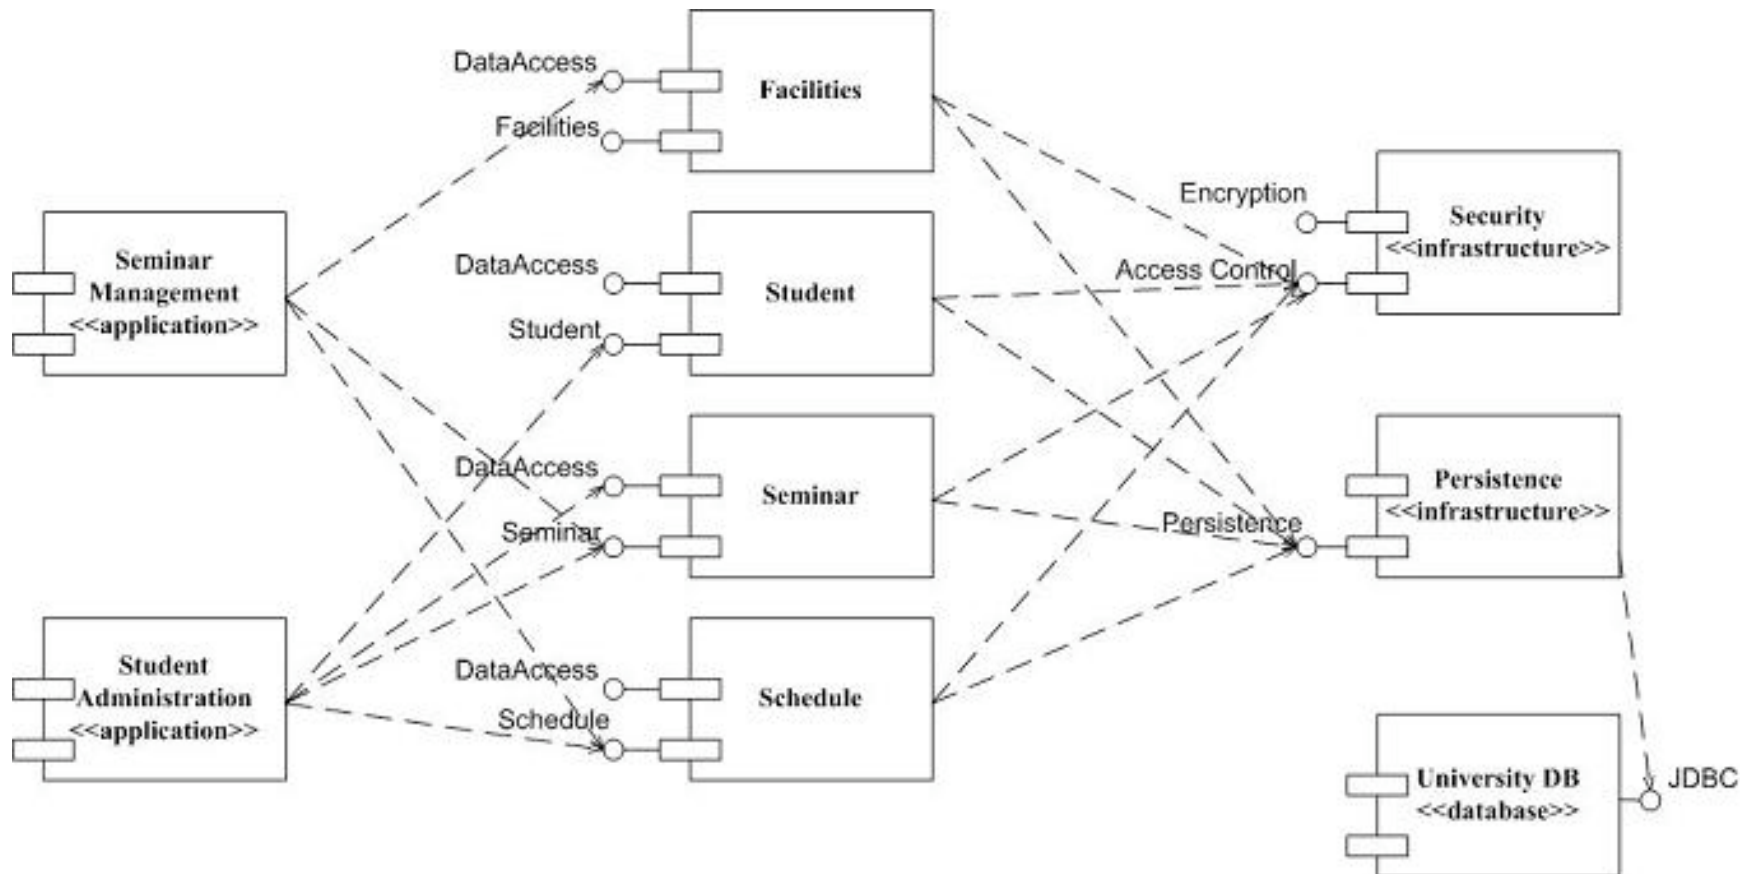 DataAccess
Facilities
Facilities
Encryption
Security
<<infrastructure>>
Access Control
Seminar
Management
<<application>>
DataAccess
Student
Student
DataAccess
Seminar
Seminar
Persistence
<<infrastructure>>
Persistence
Student
Administration
<<application>>
DataAccess
Schedule
Schedule
University DB
<<database>>
JDBC